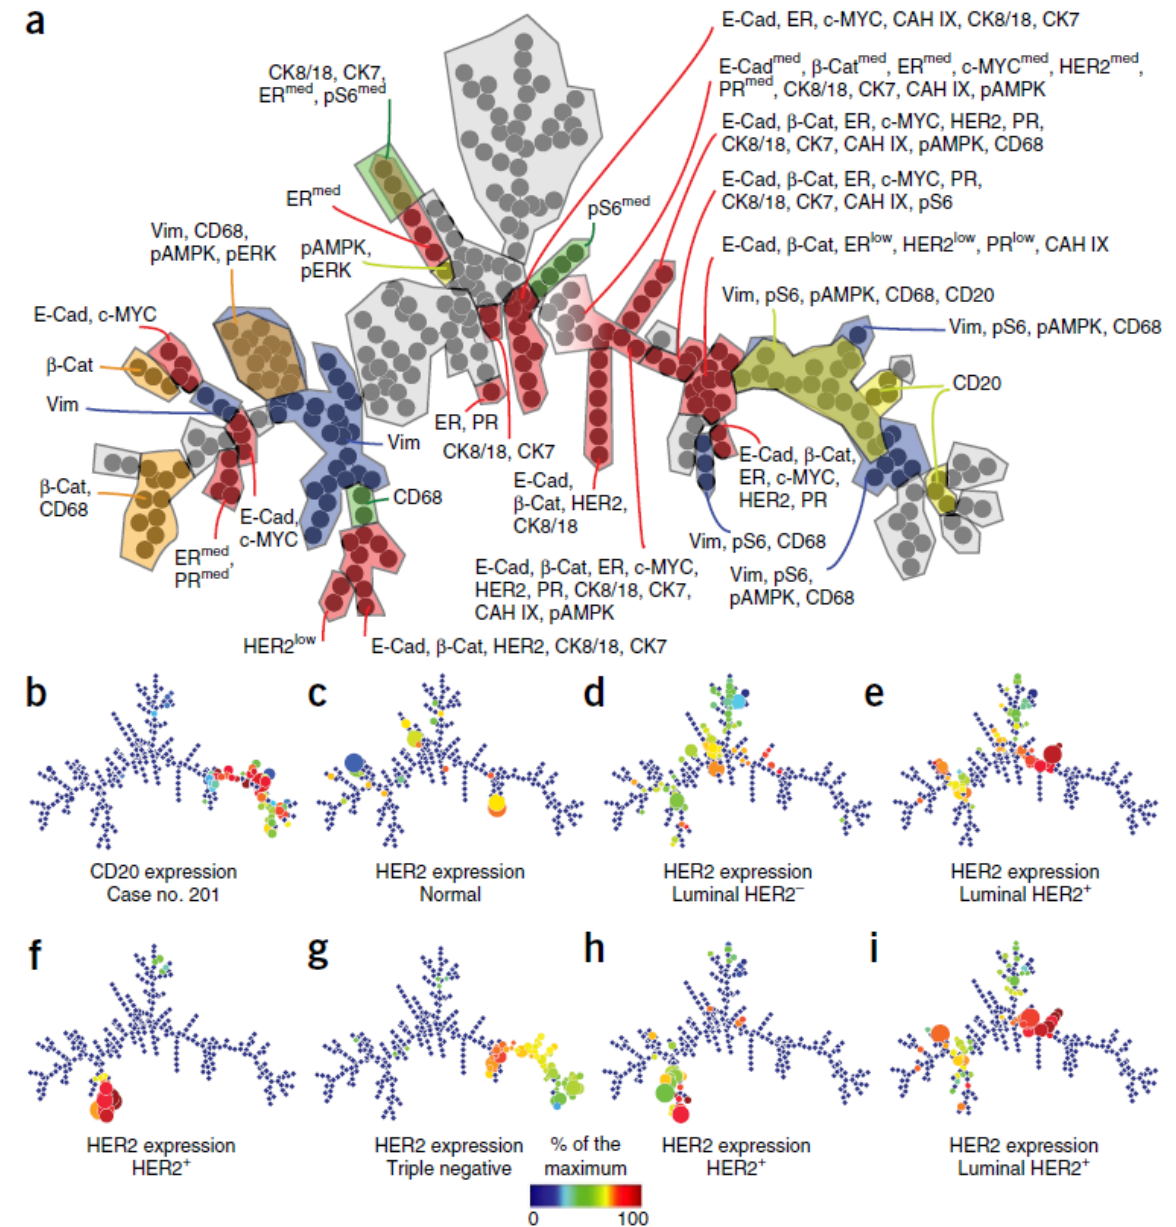 a
E-Cad, ER, c-MYC, CAH IX, CK8/18, CK7
E-Cadmed, β-Catmed, ERmed, c-MYCmed, HER2med,
PRmed, CK8/18, CK7, CAH IX, pAMPK
E-Cad, β-Cat, ER, c-MYC, HER2, PR,
CK8/18, CK7, CAH IX, pAMPK, CD68
E-Cad, β-Cat, ER, c-MYC, PR,
CK8/18, CK7, CAH IX, pS6
E-Cad, β-Cat, ERlow, HER2low, PRlow, CAH IX
CK8/18, CK7,
ERmed, pS6med
ERmed
pS6med
Vim, CD68,
pAMPK, pERK
pAMPK,
pERK
Vim, pS6, pAMPK, CD68, CD20
E-Cad, c-MYC
Vim, pS6, pAMPK, CD68
β-Cat
CD20
Vim
ER, PR
Vim
CK8/18, CK7
E-Cad, β-Cat,
ER, c-MYC,
HER2, PR
β-Cat,
CD68
CD68
E-Cad,
β-Cat, HER2,
CK8/18
E-Cad,
c-MYC
ERmed,
PRmed
Vim, pS6, CD68
Vim, pS6,
pAMPK, CD68
E-Cad, β-Cat, ER, c-MYC,
HER2, PR, CK8/18, CK7,
CAH IX, pAMPK
HER2low
E-Cad, β-Cat, HER2, CK8/18, CK7
b
CD20 expression
Case no. 201
c
HER2 expression
Normal
d
HER2 expression
Luminal HER2−
e
HER2 expression
Luminal HER2+
f
HER2 expression
HER2+
g
HER2 expression
Triple negative
% of the
maximum
0 100
h
HER2 expression
HER2+
i
HER2 expression
Luminal HER2+